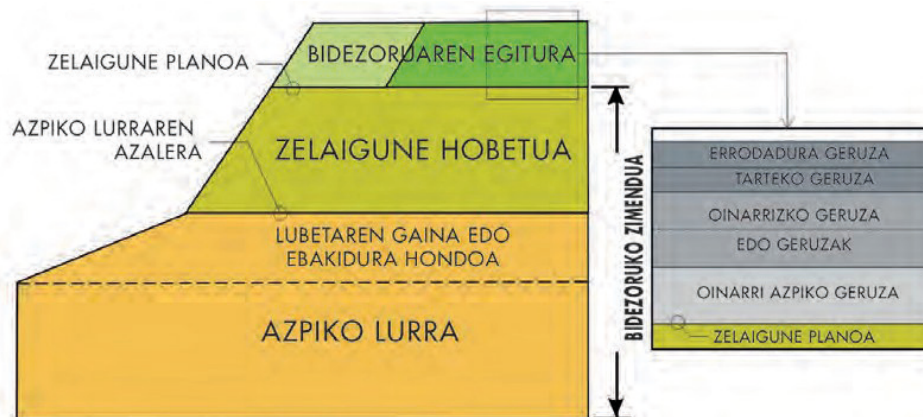 BIDEZORUAREN EGITURA
ZELAIGUNE PLANOA
AZPIKO LURRAREN
AZALERA
ZELAIGUNE HOBETUA
LUBETAREN GAINA EDO
EBAKIDURA HONDOA
AZPIKO LURRA
BIDEZORUKO ZIMENDUA
ERRODADURA GERUZA
TARTEKO GERUZA
OINARRIZKO GERUZA
EDO GERUZAK
OINARRI AZPIKO GERUZA
ZELAIGUNE PLANOA